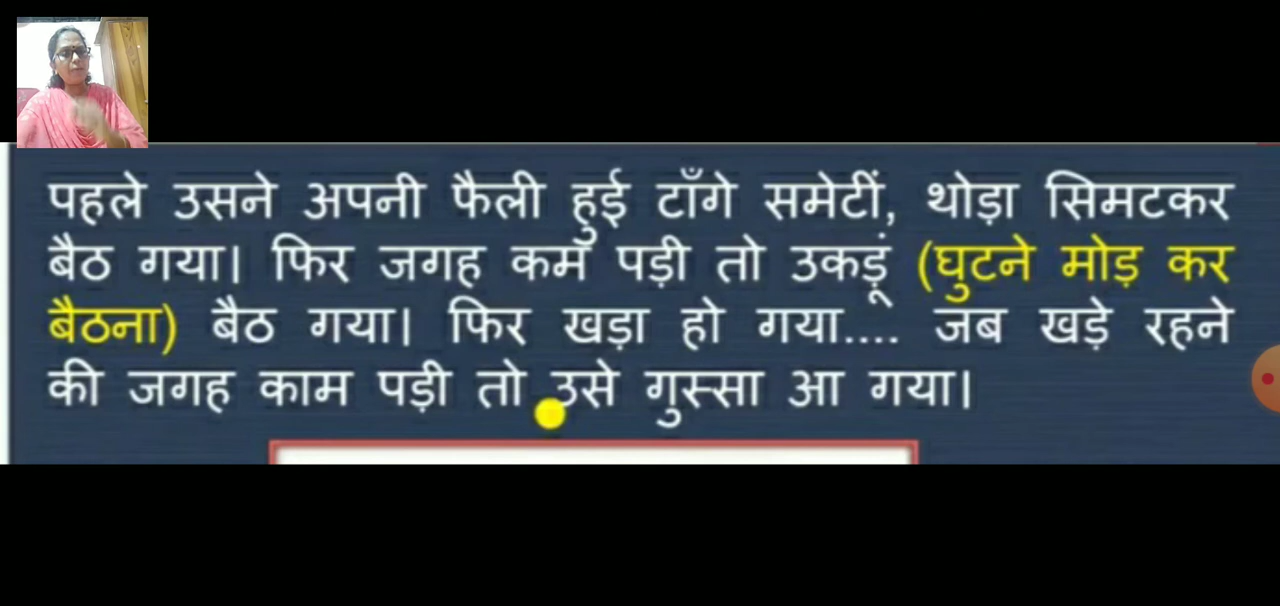 पहले उसने अपनी फैली हुई टाँगे समेटीं, थोड़ा सिमटकर
बैठ गया। फिर जगह कम पड़ी तो उकड़ूं (घुटने मोड़ कर
बैठना) बैठ गया। फिर खड़ा हो गया.... जब खड़े रहने
की जगह काम पड़ी तो उसे गुस्सा आ गया।